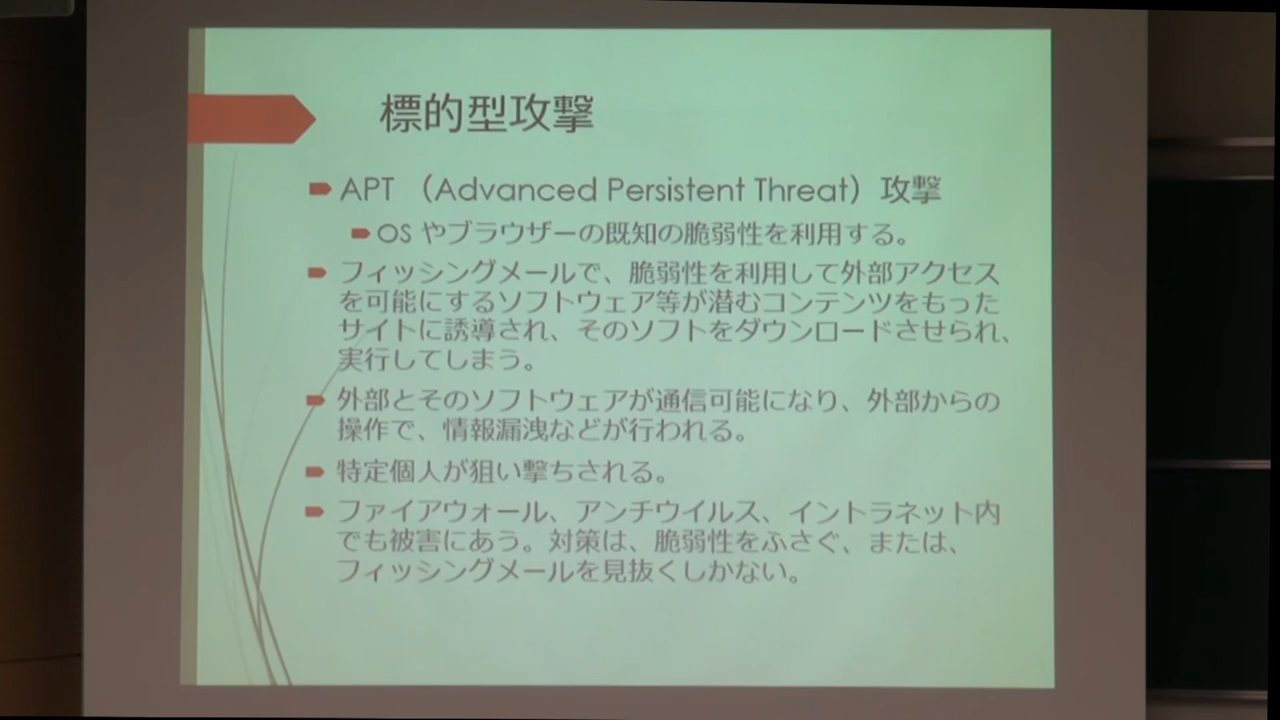 標的型攻撃
APT （Advanced Persistent Threat）攻撃
OS やブラウザーの既知の脆弱性を利用する。
フィッシングメールで、脆弱性を利用して外部アクセス
を可能にするソフトウェア等が潜むコンテンツをもった
サイトに誘導され、そのソフトをダウンロードさせられ、
実行してしまう。
外部とそのソフトウェアが通信可能になり、外部からの
操作で、情報漏洩などが行われる。
特定個人が狙い撃ちされる。
ファイアウォール、アンチウイルス、イントラネット内
でも被害にあう。対策は、脆弱性をふさぐ、または、
フィッシングメールを見抜くしかない。